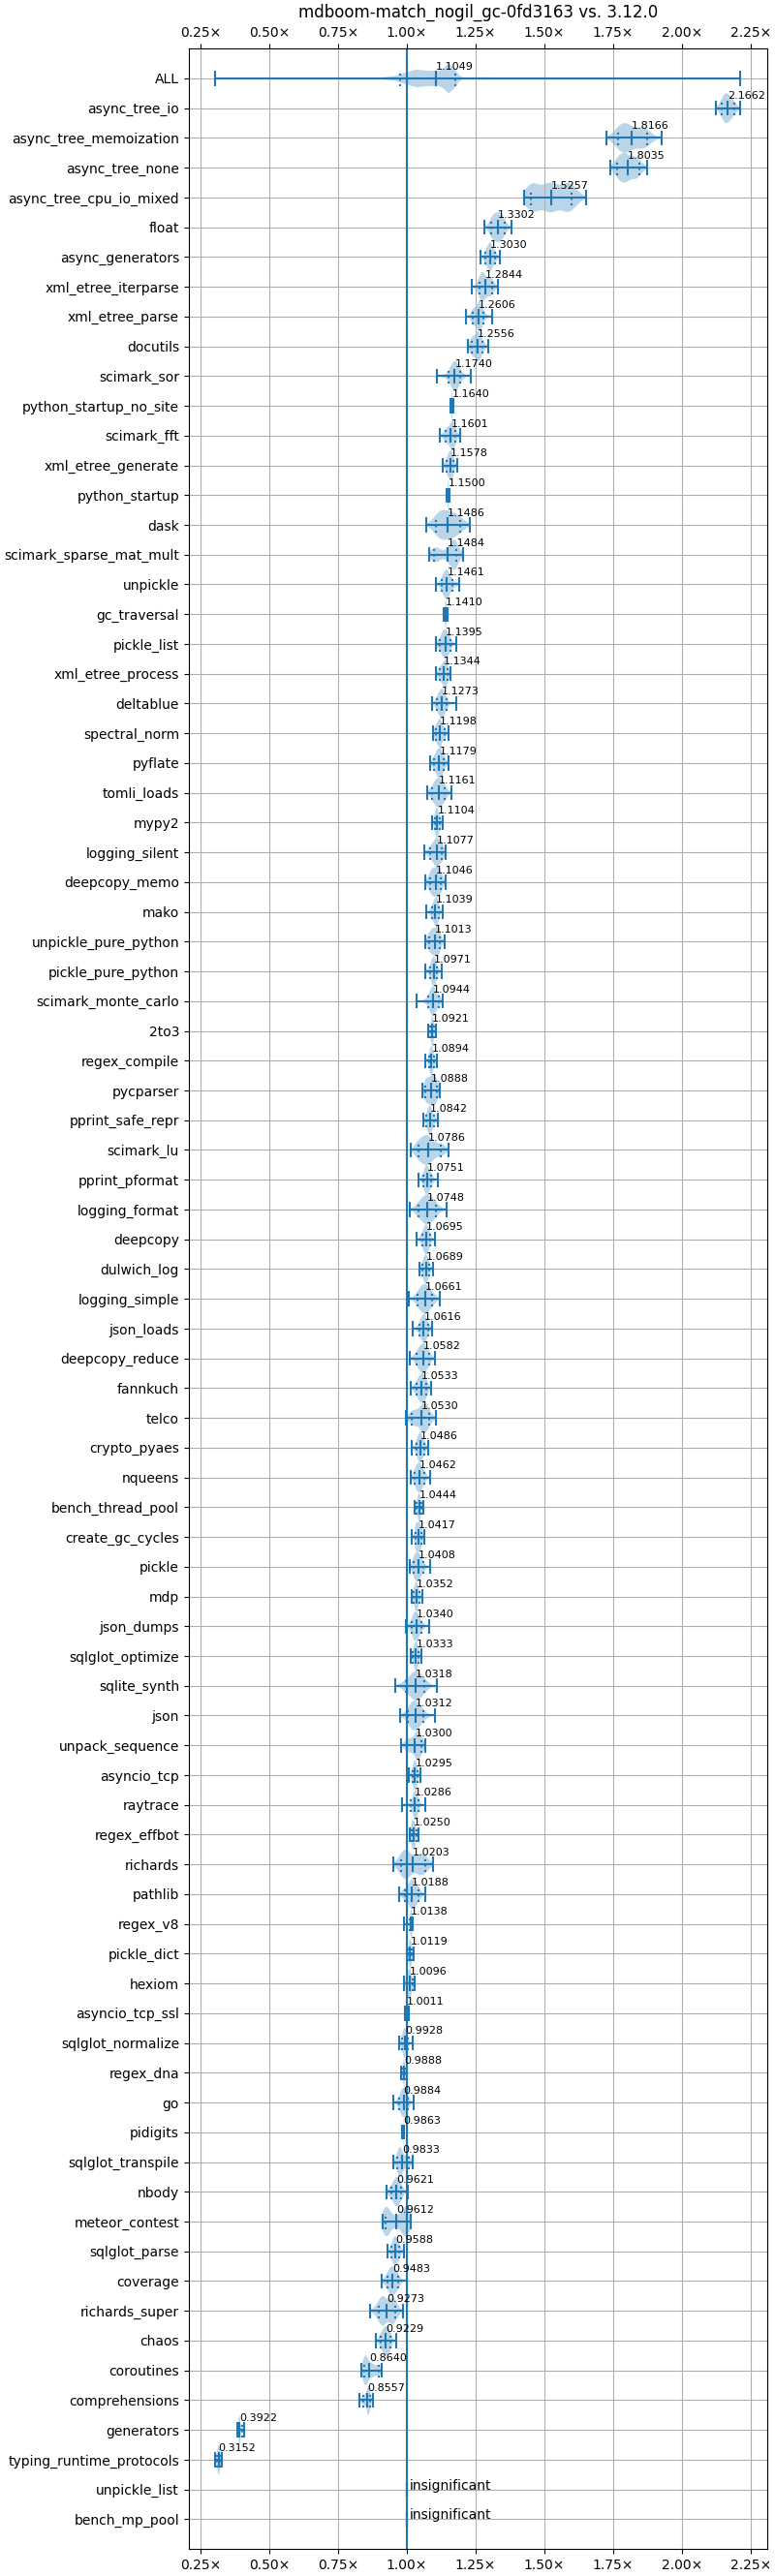 mdboom-match_nogil_gc-0fd3163 vs. 3.12.0
0.25× 0.50× 0.75× 1.00× 1.25× 1.50× 1.75× 2.00× 2.25×
ALL 1.1049
async_tree_io 2.1662
async_tree_memoization 1.8166
async_tree_none 1.8035
async_tree_cpu_io_mixed 1.5257
float 1.3302
async_generators 1.3030
xml_etree_iterparse 1.2844
xml_etree_parse 1.2606
docutils 1.2556
scimark_sor 1.1740
python_startup_no_site 1.1640
scimark_fft 1.1601
xml_etree_generate 1.1578
python_startup 1.1500
dask 1.1486
scimark_sparse_mat_mult 1.1484
unpickle 1.1461
gc_traversal 1.1410
pickle_list 1.1395
xml_etree_process 1.1344
deltablue 1.1273
spectral_norm 1.1198
pyflate 1.1179
tomli_loads 1.1161
mypy2 1.1104
logging_silent 1.1077
deepcopy_memo 1.1046
mako 1.1039
unpickle_pure_python 1.1013
pickle_pure_python 1.0971
scimark_monte_carlo 1.0944
2to3 1.0921
regex_compile 1.0894
pycparser 1.0888
pprint_safe_repr 1.0842
scimark_lu 1.0786
pprint_pformat 1.0751
logging_format 1.0748
deepcopy 1.0695
dulwich_log 1.0689
logging_simple 1.0661
json_loads 1.0616
deepcopy_reduce 1.0582
fannkuch 1.0533
telco 1.0530
crypto_pyaes 1.0486
nqueens 1.0462
bench_thread_pool 1.0444
create_gc_cycles 1.0417
pickle 1.0408
mdp 1.0352
json_dumps 1.0340
sqlglot_optimize 1.0333
sqlite_synth 1.0318
json 1.0312
unpack_sequence 1.0300
asyncio_tcp 1.0295
raytrace 1.0286
regex_effbot 1.0250
richards 1.0203
pathlib 1.0188
regex_v8 1.0138
pickle_dict 1.0119
hexiom 1.0096
asyncio_tcp_ssl 1.0011
sqlglot_normalize 0.9928
regex_dna 0.9888
go 0.9884
pidigits 0.9863
sqlglot_transpile 0.9833
nbody 0.9621
meteor_contest 0.9612
sqlglot_parse 0.9588
coverage 0.9483
richards_super 0.9273
chaos 0.9229
coroutines 0.8640
comprehensions 0.8557
generators 0.3922
typing_runtime_protocols 0.3152
unpickle_list insignificant
bench_mp_pool insignificant
0.25× 0.50× 0.75× 1.00× 1.25× 1.50× 1.75× 2.00× 2.25×